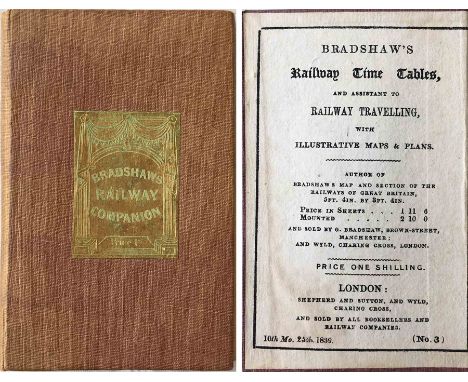 BRADSHAW'S
RAILWAY
COMPANION
BRADSHAW'S
Railway Time Tables,
AND ASSISTANT TO
RAILWAY TRAVELLING,
WITH
ILLUSTRATIVE MAPS & PLANS.
AUTHOR OF
BRADSHAW'S MAP AND SECTION OF THE
RAILWAYS OF GREAT BRITAIN,
5FT. 4IN. BY 3FT. 4IN.
PRICE IN SHEETS . . . 1 11 6
MOUNTED . . . . . 2 10 0
AND SOLD BY G. BRADSHAW, BROWN-STREET,
MANCHESTER;
AND WYLD, CHARING CROSS, LONDON.
PRICE ONE SHILLING.
LONDON:
SHEPHERD AND SUTTON, AND WYLD,
CHARING CROSS,
AND SOLD BY ALL BOOKSELLERS AND
RAILWAY COMPANIES.
10th Mo. 25th. 1839. (No. 3)